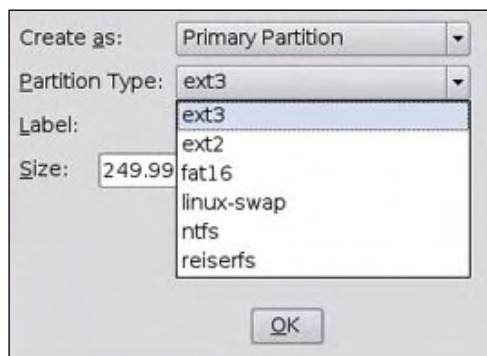 Create as: Primary Partition
Partition Type: ext3
Label: ext3
ext2
Size: 249.99 fat16
linux-swap
ntfs
reiserfs
OK